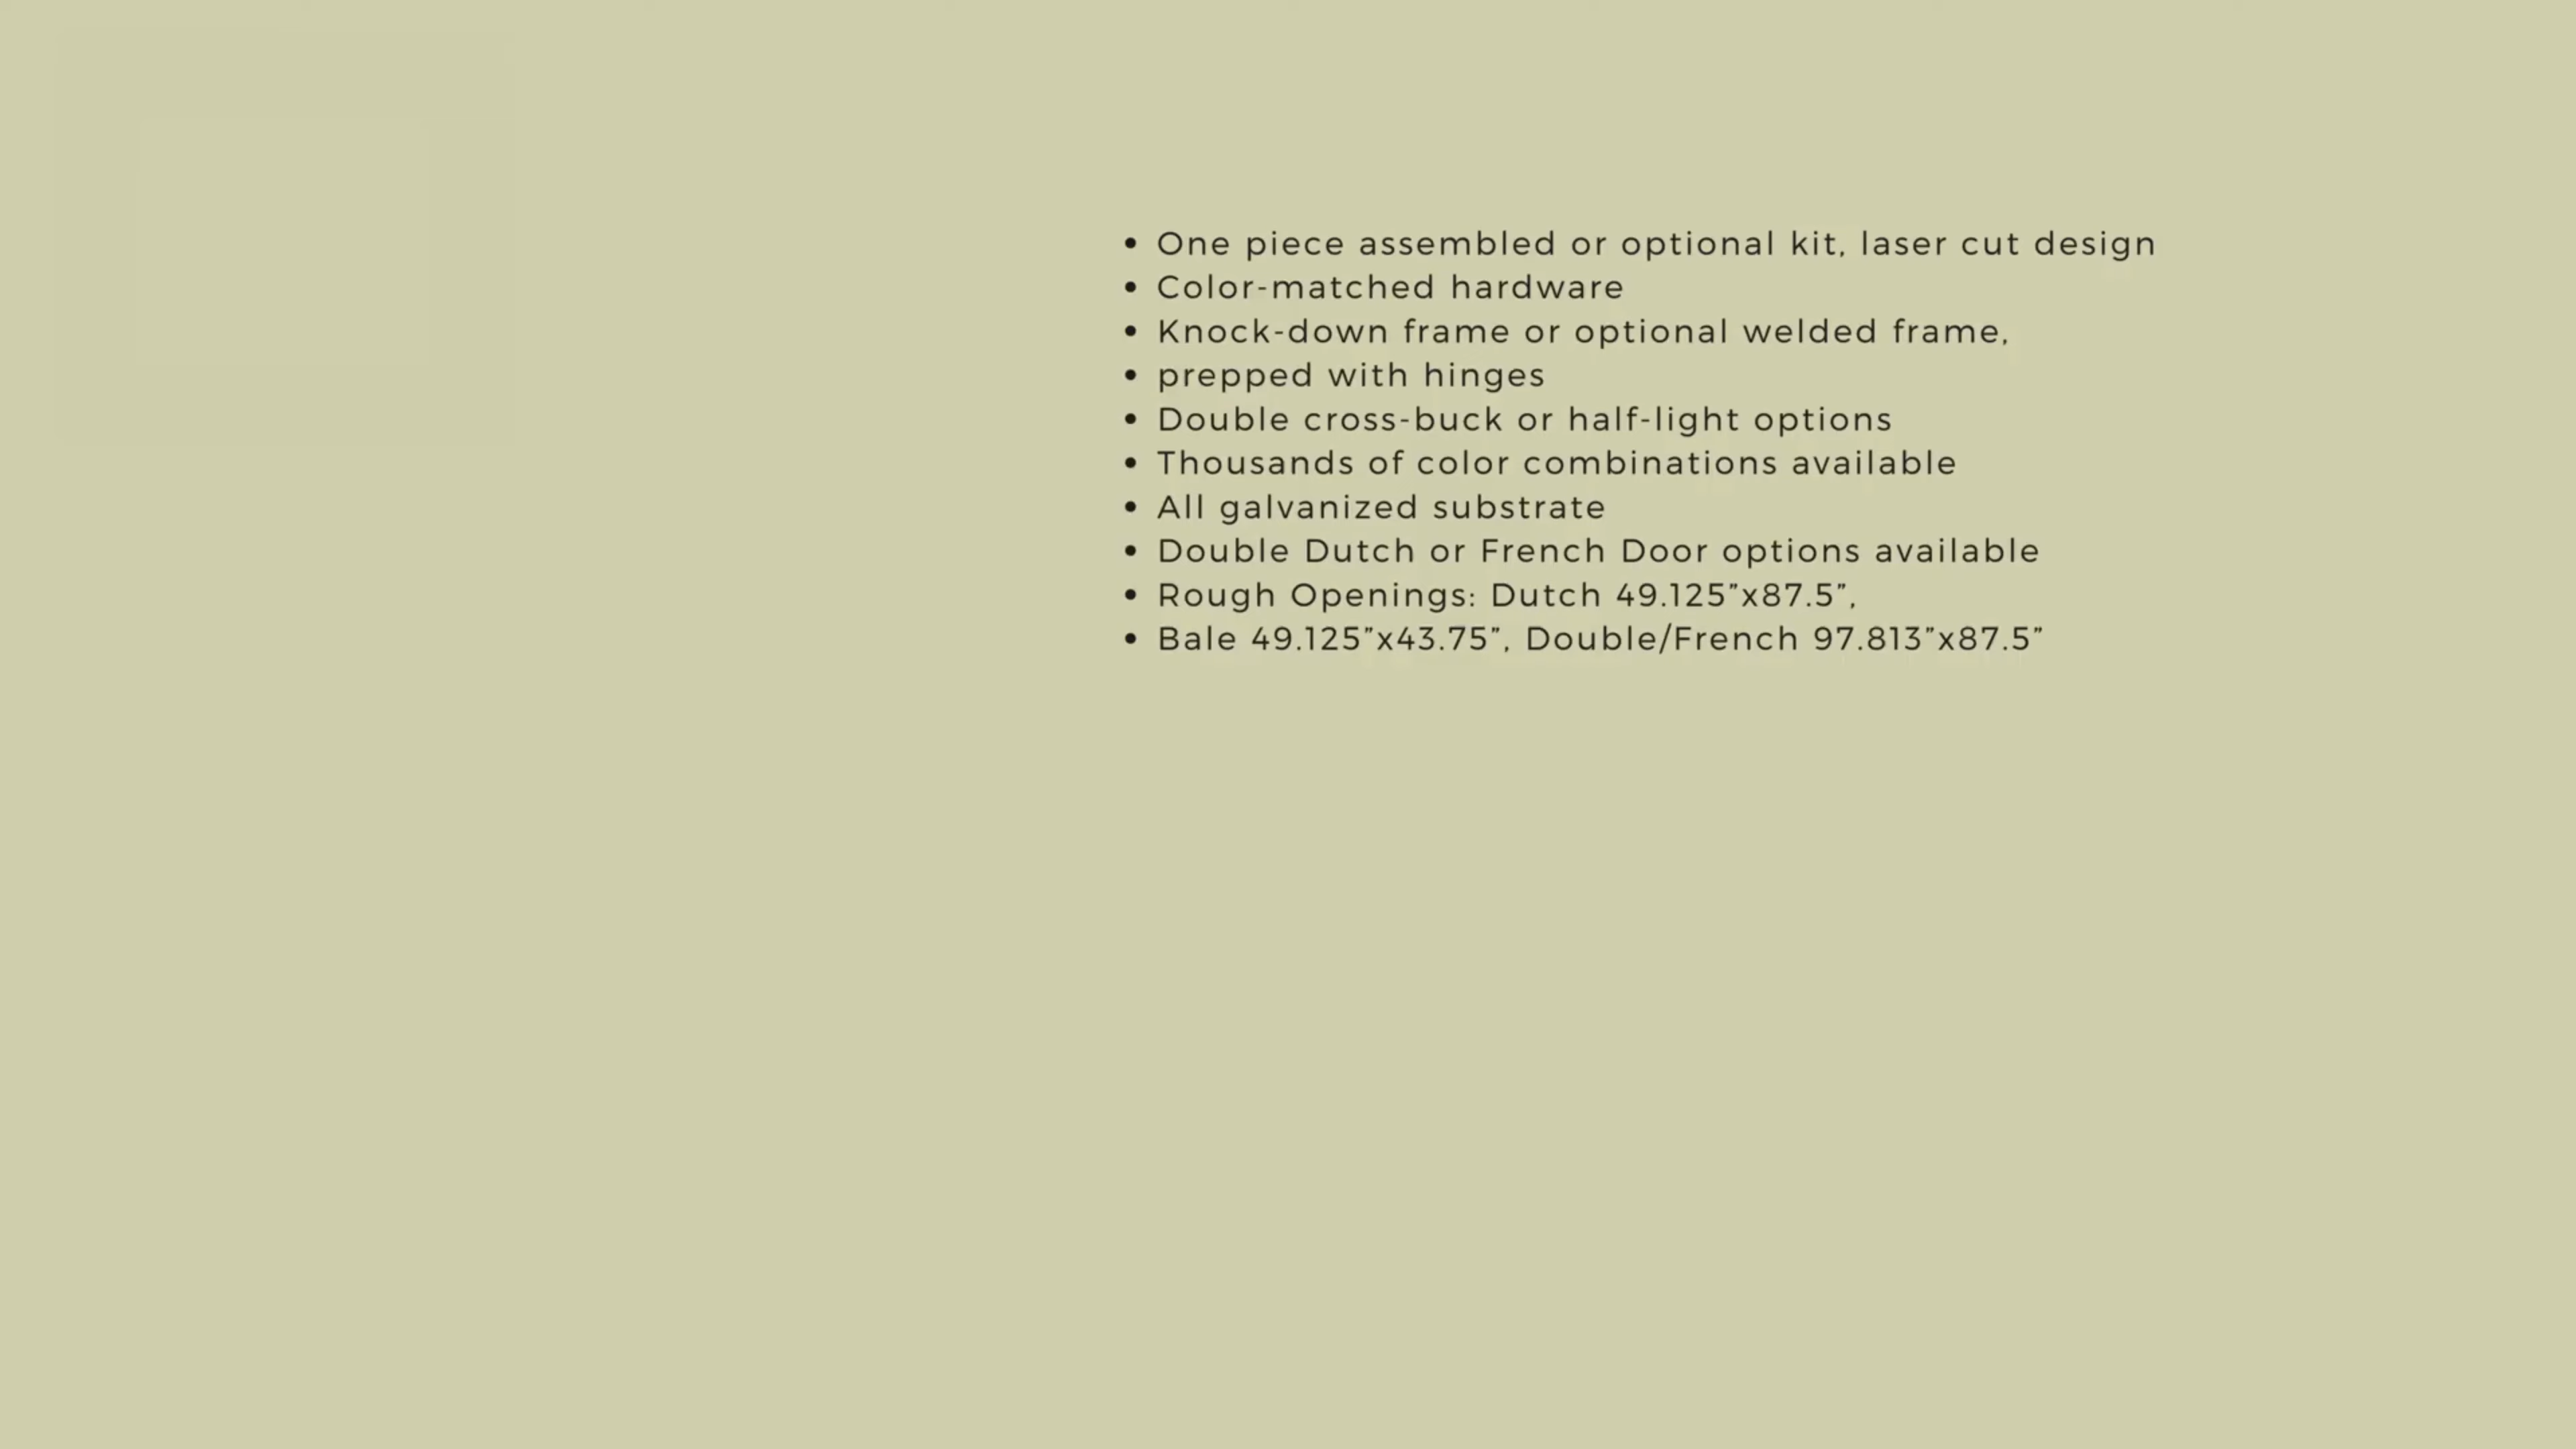 • One piece assembled or optional kit, laser cut design
• Color-matched hardware
• Knock-down frame or optional welded frame,
• prepped with hinges
• Double cross-buck or half-light options
• Thousands of color combinations available
• All galvanized substrate
• Double Dutch or French Door options available
• Rough Openings: Dutch 49.125”x87.5”,
• Bale 49.125”x43.75”, Double/French 97.813”x87.5”